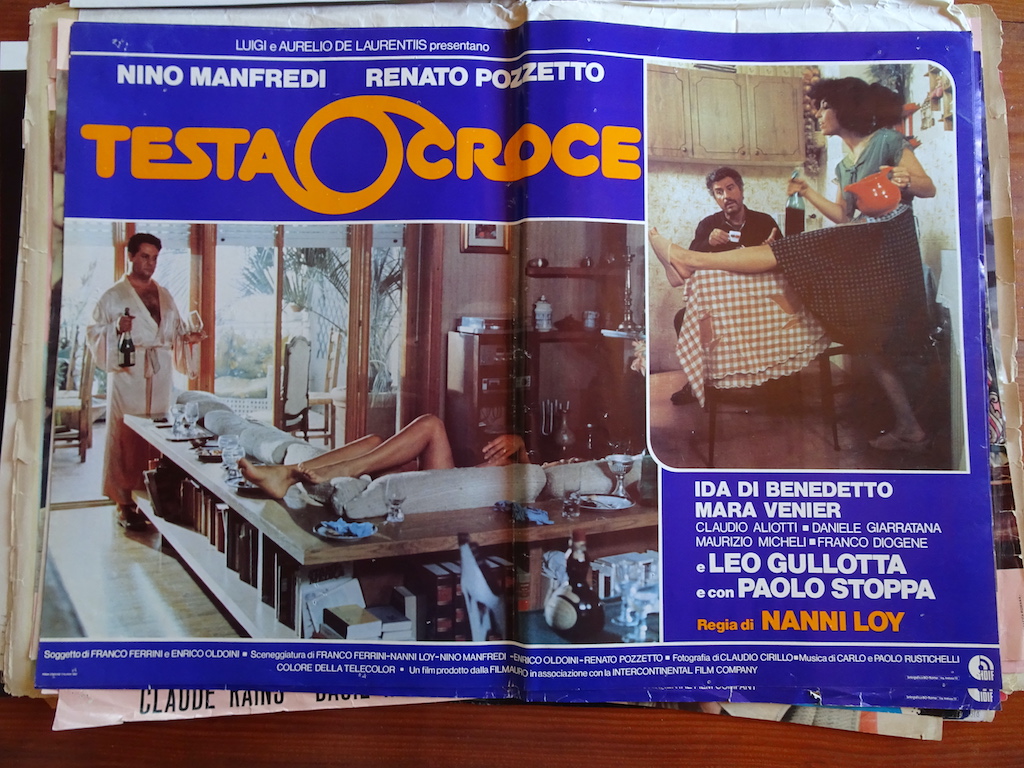 LUIGI e AURELIO DE LAURENTIIS presentano
NINO MANFREDI RENATO POZZETTO
TESTA O CROCE
IDA DI BENEDETTO
MARA VENIER
CLAUDIO ALIOTTI ■ DANIELE GIARRATANA
MAURIZIO MICHELI ■ FRANCO DIOGENE
e LEO GULLOTTA
e con PAOLO STOPPA
Regia di NANNI LOY
Soggetto di FRANCO FERRINI e ENRICO OLDOINI ■ Sceneggiatura di FRANCO FERRINI-NANNI LOY-NINO MANFREDI-ENRICO OLDOINI-RENATO POZZETTO ■ Fotografia di CLAUDIO CIRILLO ■ Musica di CARLO e PAOLO RUSTICHELLI
COLORE DELLA TELECOLOR ■ Un film prodotto dalla FILMAURO in associazione con la INTERCONTINENTAL FILM COMPANY
FILM COMPANY
CLAUDE RAINS